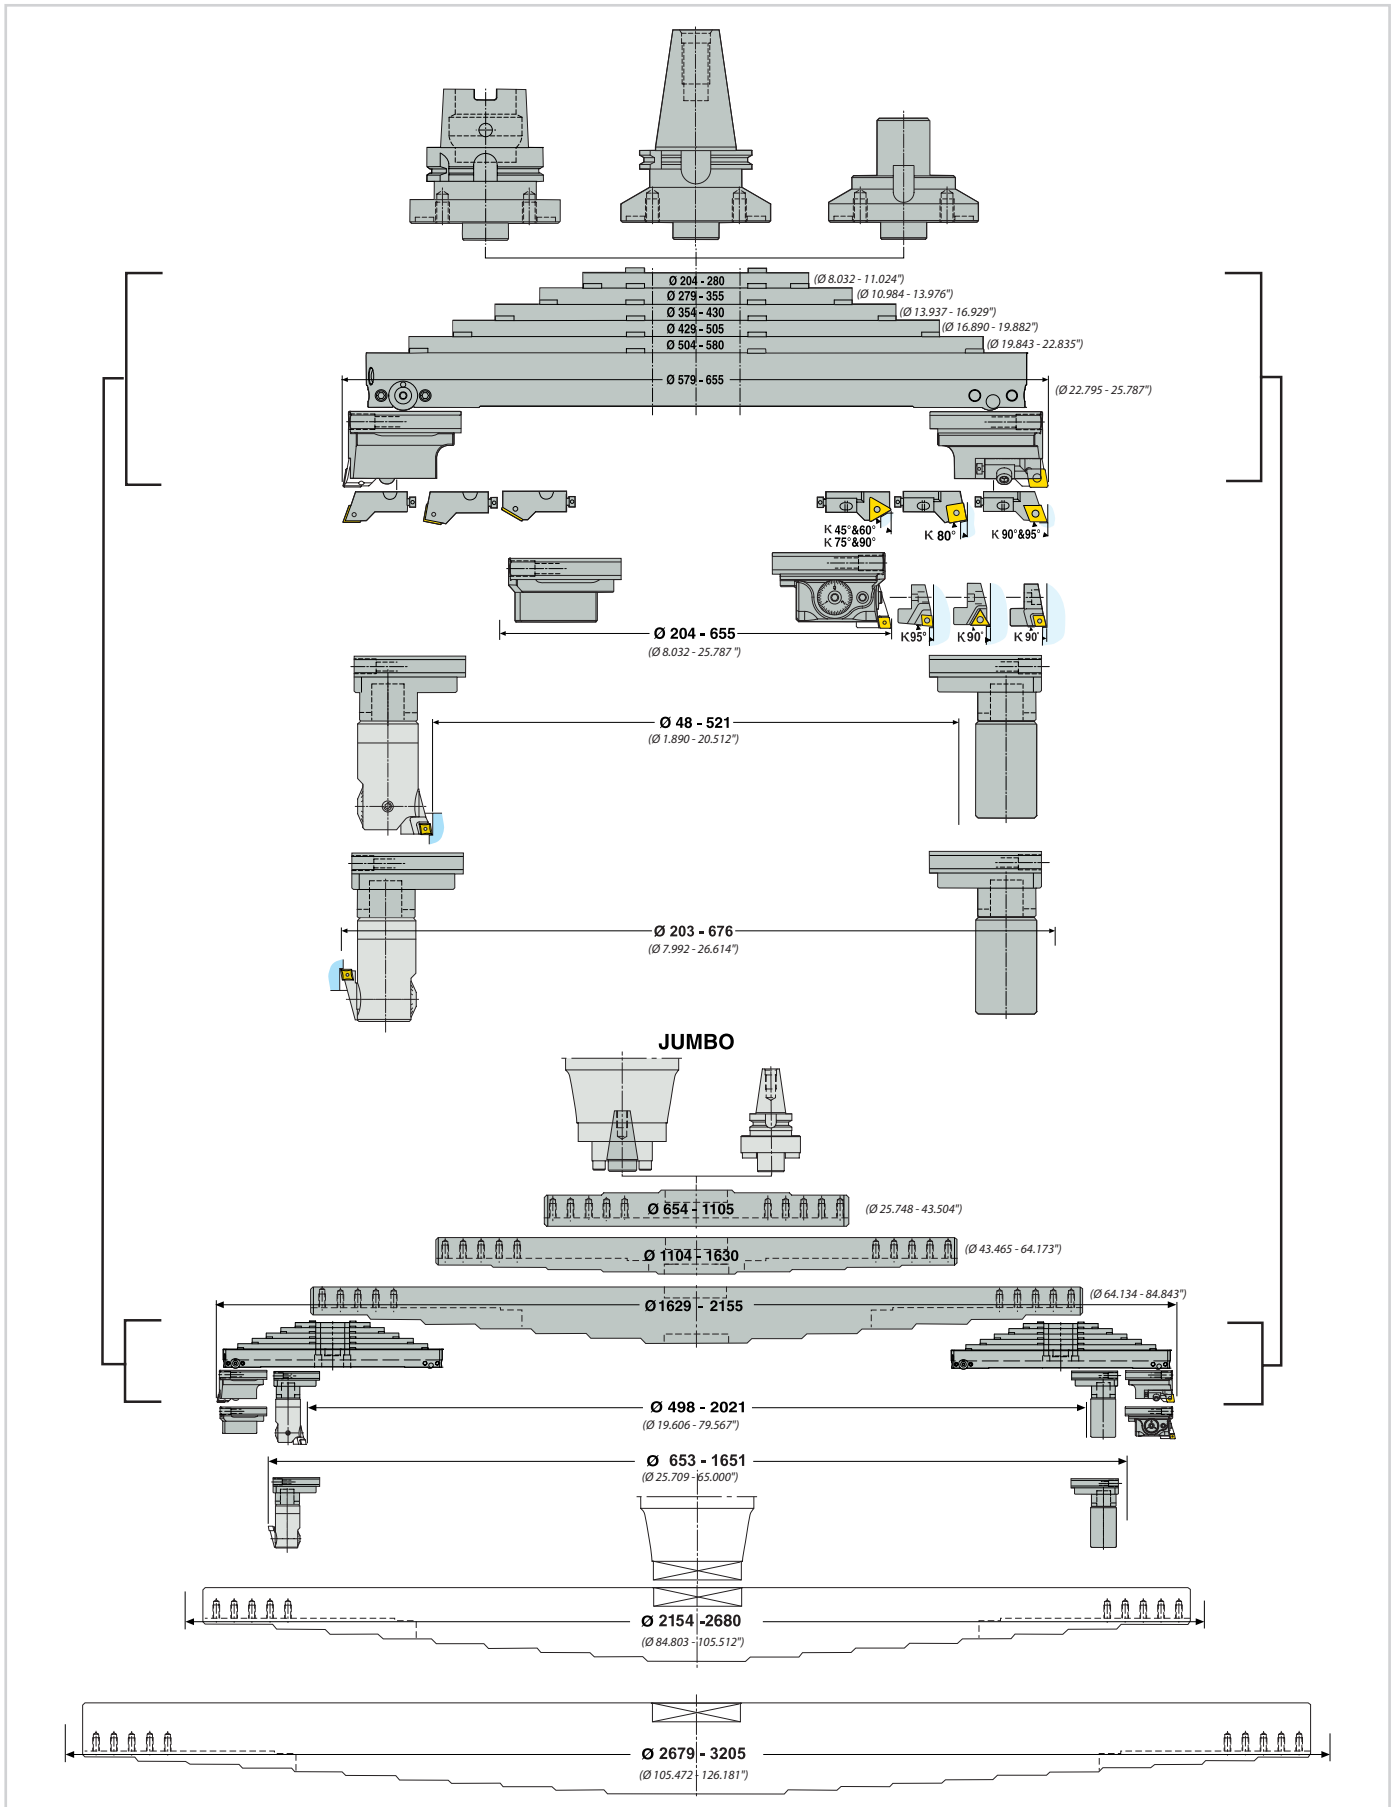 Ø 204 - 280 (Ø 8.032 - 11.024")
Ø 279 - 355 (Ø 10.984 - 13.976")
Ø 354 - 430 (Ø 13.937 - 16.929")
Ø 429 - 505 (Ø 16.890 - 19.882")
Ø 504 - 580 (Ø 19.843 - 22.835")
Ø 579 - 655 (Ø 22.795 - 25.787")
K 45°&60°
K 75°&90°
K 80°
K 90°&95°
Ø 204 - 655
(Ø 8.032 - 25.787 ")
K 95°
K 90°
K 90°
Ø 48 - 521
(Ø 1.890 - 20.512")
Ø 203 - 676
(Ø 7.992 - 26.614")
JUMBO
Ø 654 - 1105 (Ø 25.748 - 43.504")
Ø 1104 - 1630 (Ø 43.465 - 64.173")
Ø 1629 - 2155 (Ø 64.134 - 84.843")
Ø 498 - 2021
(Ø 19.606 - 79.567")
Ø 653 - 1651
(Ø 25.709 - 65.000")
Ø 2154 -2680
(Ø 84.803 - 105.512")
Ø 2679 - 3205
(Ø 105.472 - 126.181")